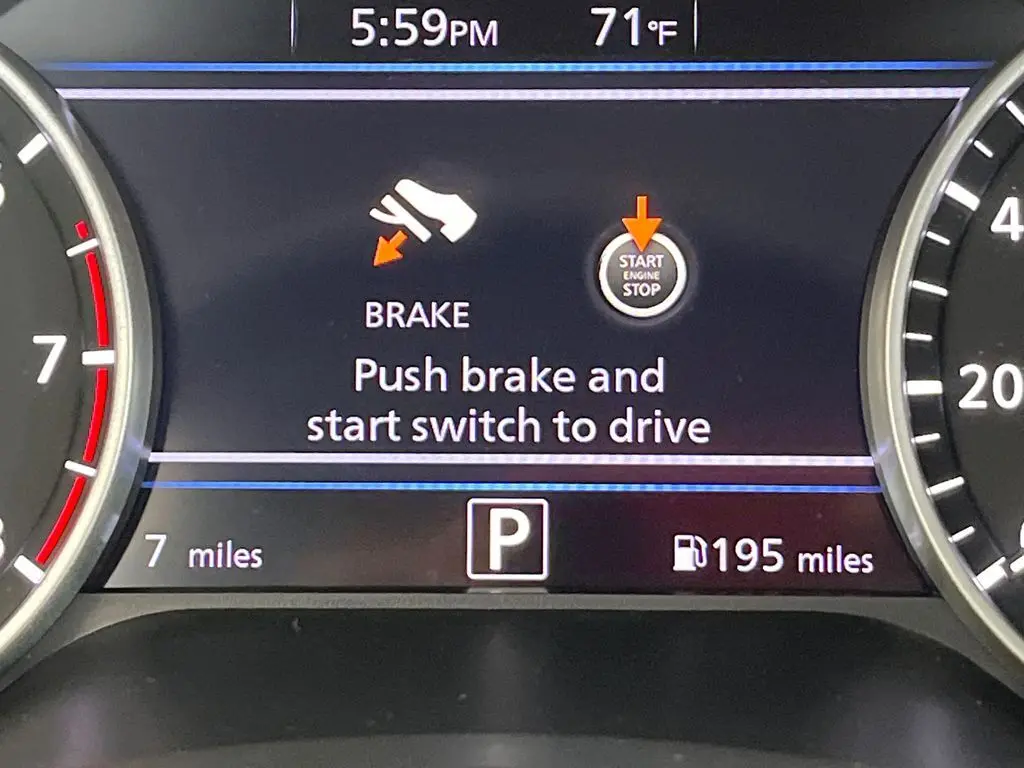 5:59PM 71°F
START
ENGINE
STOP
BRAKE
Push brake and
start switch to drive
7 miles P 195 miles
7
4
20